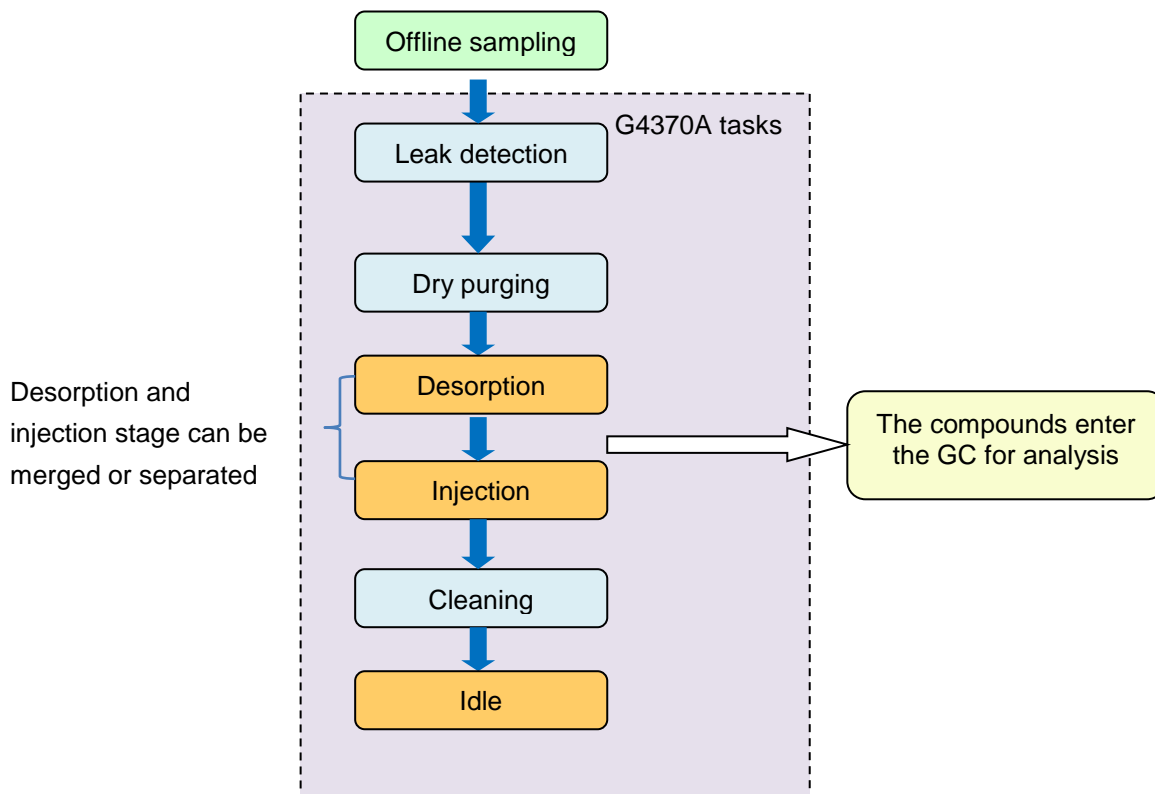 Offline sampling
G4370A tasks
Leak detection
Dry purging
Desorption
Desorption and
injection stage can be
merged or separated
The compounds enter
the GC for analysis
Injection
Cleaning
Idle